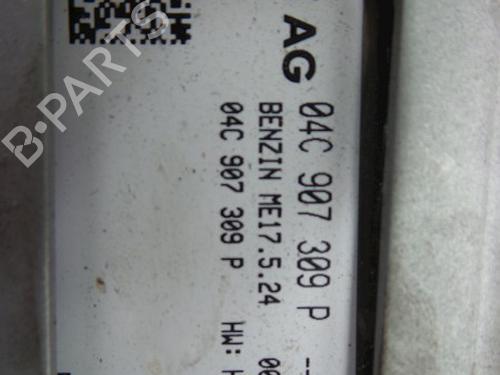 AG
04C 907 309 P
BENZIN ME17.5.24
04C 907 309 P HW:
B-PARTS